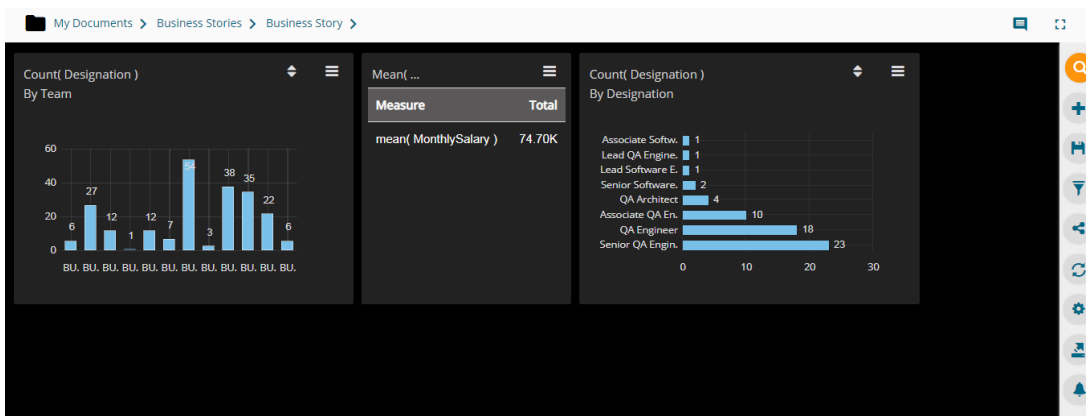 My Documents > Business Stories > Business Story >
Count( Designation )
By Team
60
40
20
0
6
27
12
1
12
7
54
3
38
35
22
6
BU. BU. BU. BU. BU. BU. BU. BU. BU. BU. BU. BU.
Mean( ...
Measure Total
mean( MonthlySalary ) 74.70K
Count( Designation )
By Designation
Associate Softw. 1
Lead QA Engine. 1
Lead Software E. 1
Senior Software. 2
QA Architect 4
Associate QA En. 10
QA Engineer 18
Senior QA Engin. 23
0 10 20 30